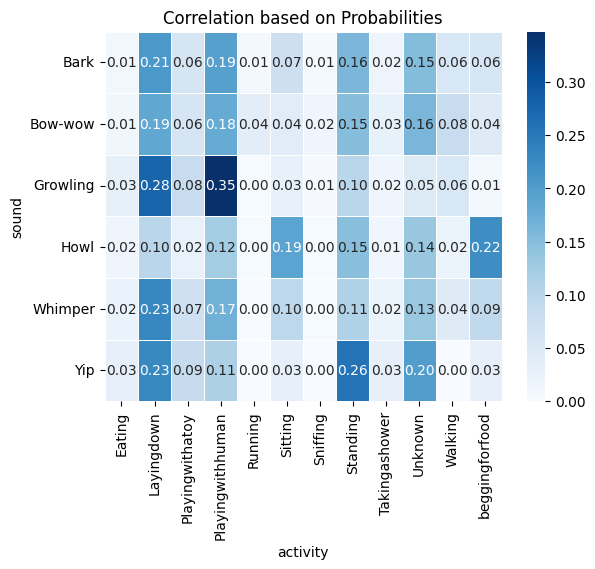 Correlation based on Probabilities
sound
Bark 0.01 0.21 0.06 0.19 0.01 0.07 0.01 0.16 0.02 0.15 0.06 0.06
Bow-wow 0.01 0.19 0.06 0.18 0.04 0.04 0.02 0.15 0.03 0.16 0.08 0.04
Growling 0.03 0.28 0.08 0.35 0.00 0.03 0.01 0.10 0.02 0.05 0.06 0.01
Howl 0.02 0.10 0.02 0.12 0.00 0.19 0.00 0.15 0.01 0.14 0.02 0.22
Whimper 0.02 0.23 0.07 0.17 0.00 0.10 0.00 0.11 0.02 0.13 0.04 0.09
Yip 0.03 0.23 0.09 0.11 0.00 0.03 0.00 0.26 0.03 0.20 0.00 0.03
Eating
Layingdown
Playingwithatoy
Playingwithhuman
Running
Sitting
Sniffing
Standing
Takingashower
Unknown
Walking
beggingforfood
activity
0.30
0.25
0.20
0.15
0.10
0.05
0.00